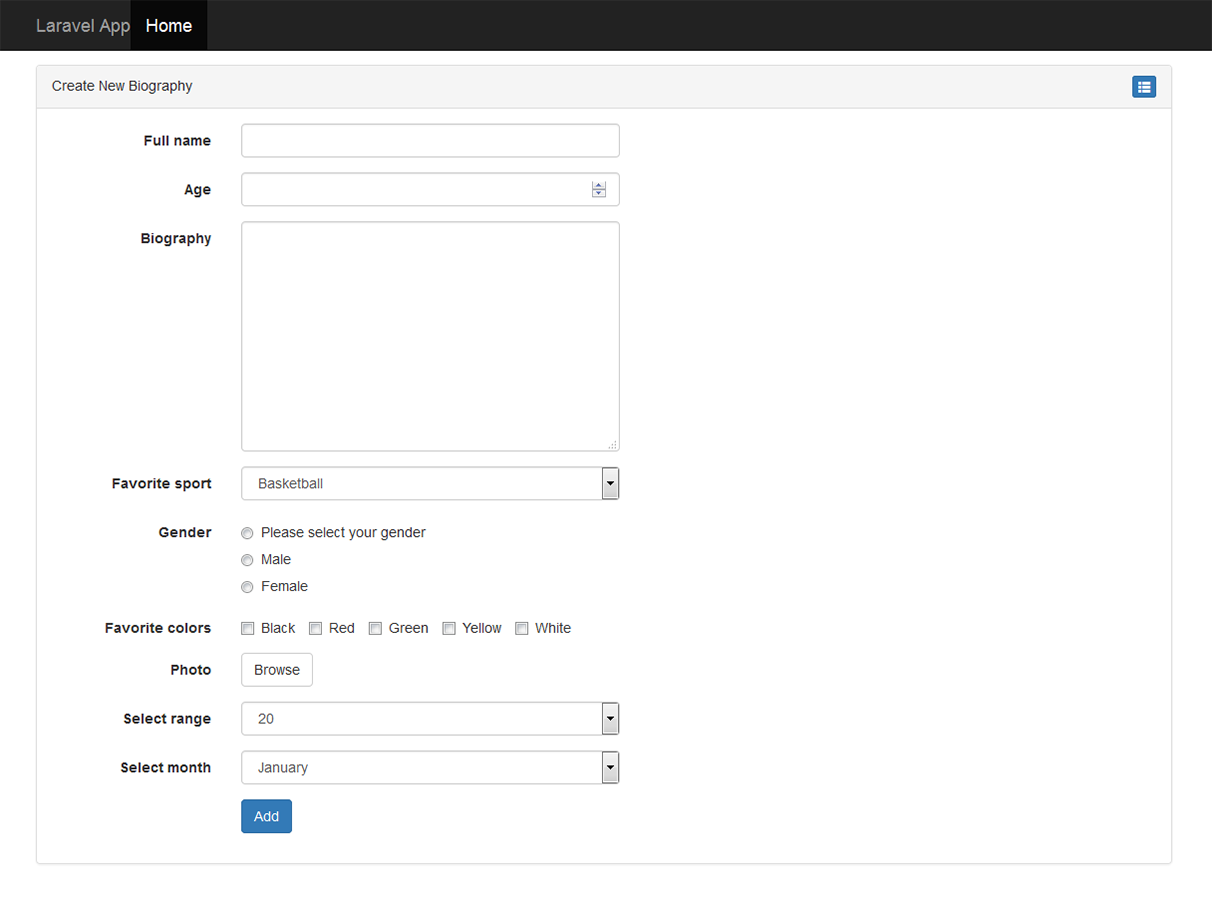 Laravel App Home
Create New Biography
Full name
Age
Biography
Favorite sport Basketball
Gender Please select your gender
Male
Female
Favorite colors Black Red Green Yellow White
Photo Browse
Select range 20
Select month January
Add